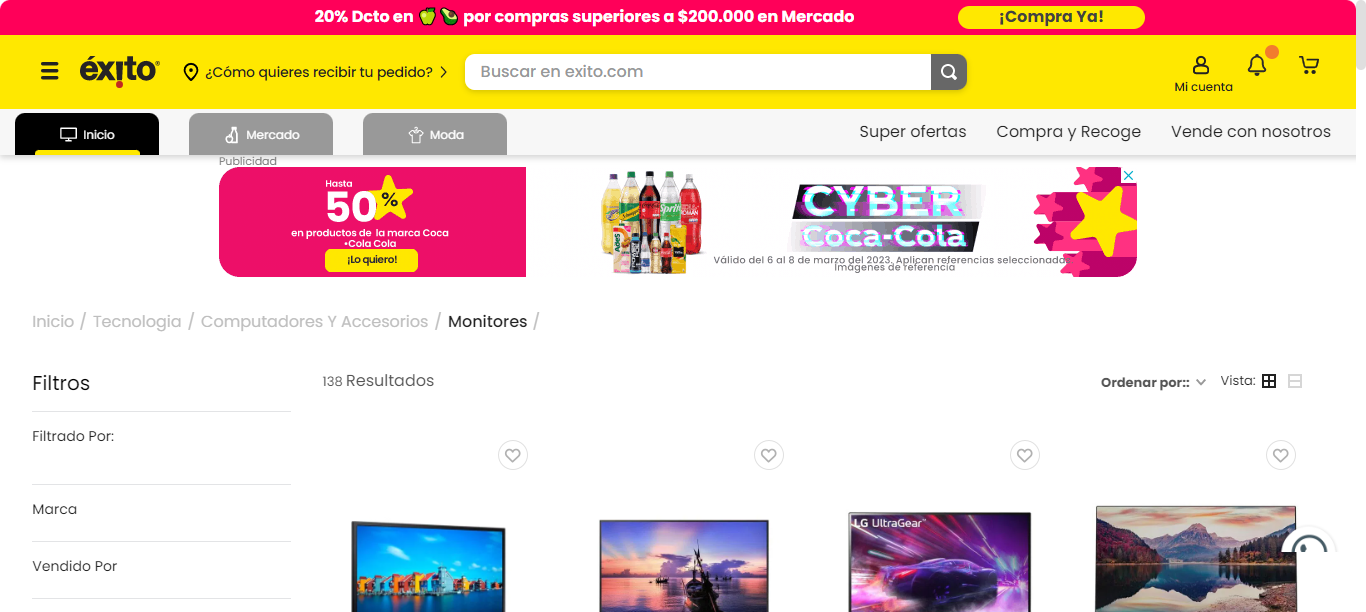 20% Dcto en por compras superiores a $200.000 en Mercado
¡Compra Ya!
éxito
¿Cómo quieres recibir tu pedido?
Buscar en exito.com
Mi cuenta
Inicio
Mercado
Moda
Super ofertas
Compra y Recoge
Vende con nosotros
Publicidad
Hasta
50%
en productos de la marca Coca
•Cola Cola
¡Lo quiero!
CYBER
Coca-Cola
Válido del 6 al 8 de marzo del 2023. Aplican referencias seleccionadas
Imágenes de referencia
Inicio / Tecnologia / Computadores Y Accesorios / Monitores /
Filtros
138 Resultados
Ordenar por::
Vista:
Filtrado Por:
Marca
Vendido Por
LG UltraGear™